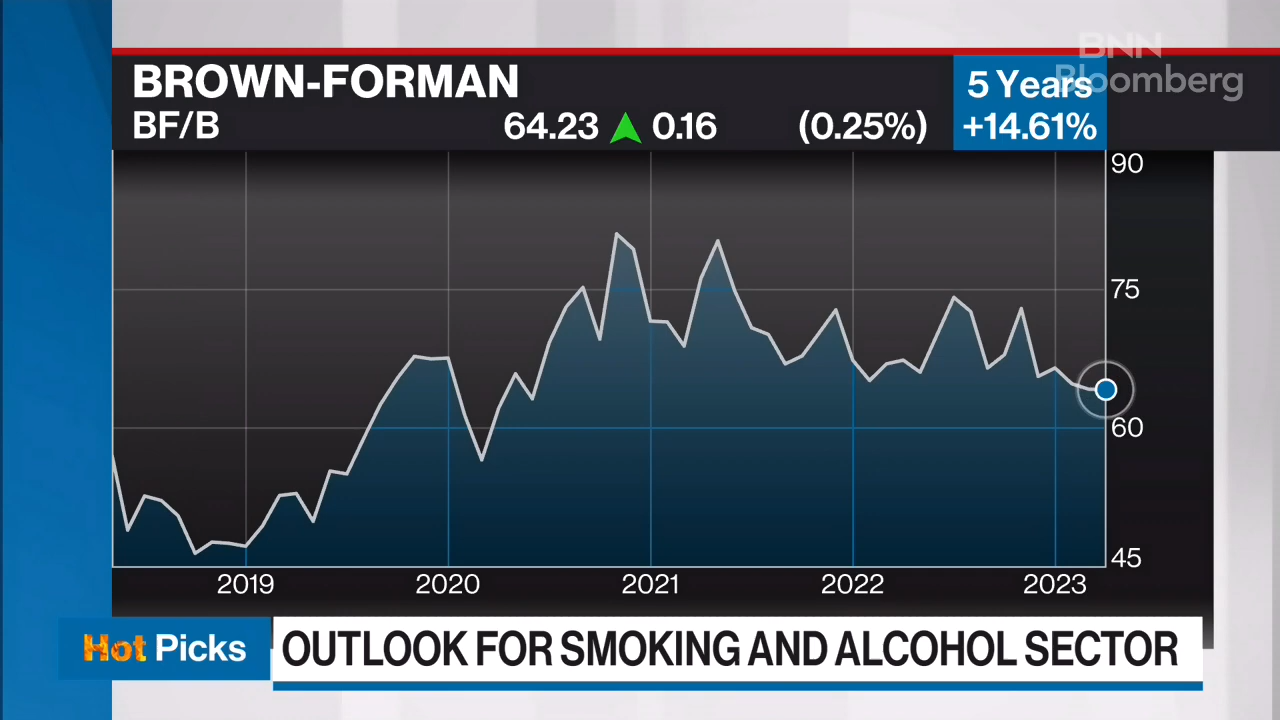 BNN
Bloomberg
BROWN-FORMAN
BF/B
64.23 ▲ 0.16 (0.25%)
5 Years
+14.61%
90
75
60
45
2019 2020 2021 2022 2023
Hot Picks
OUTLOOK FOR SMOKING AND ALCOHOL SECTOR